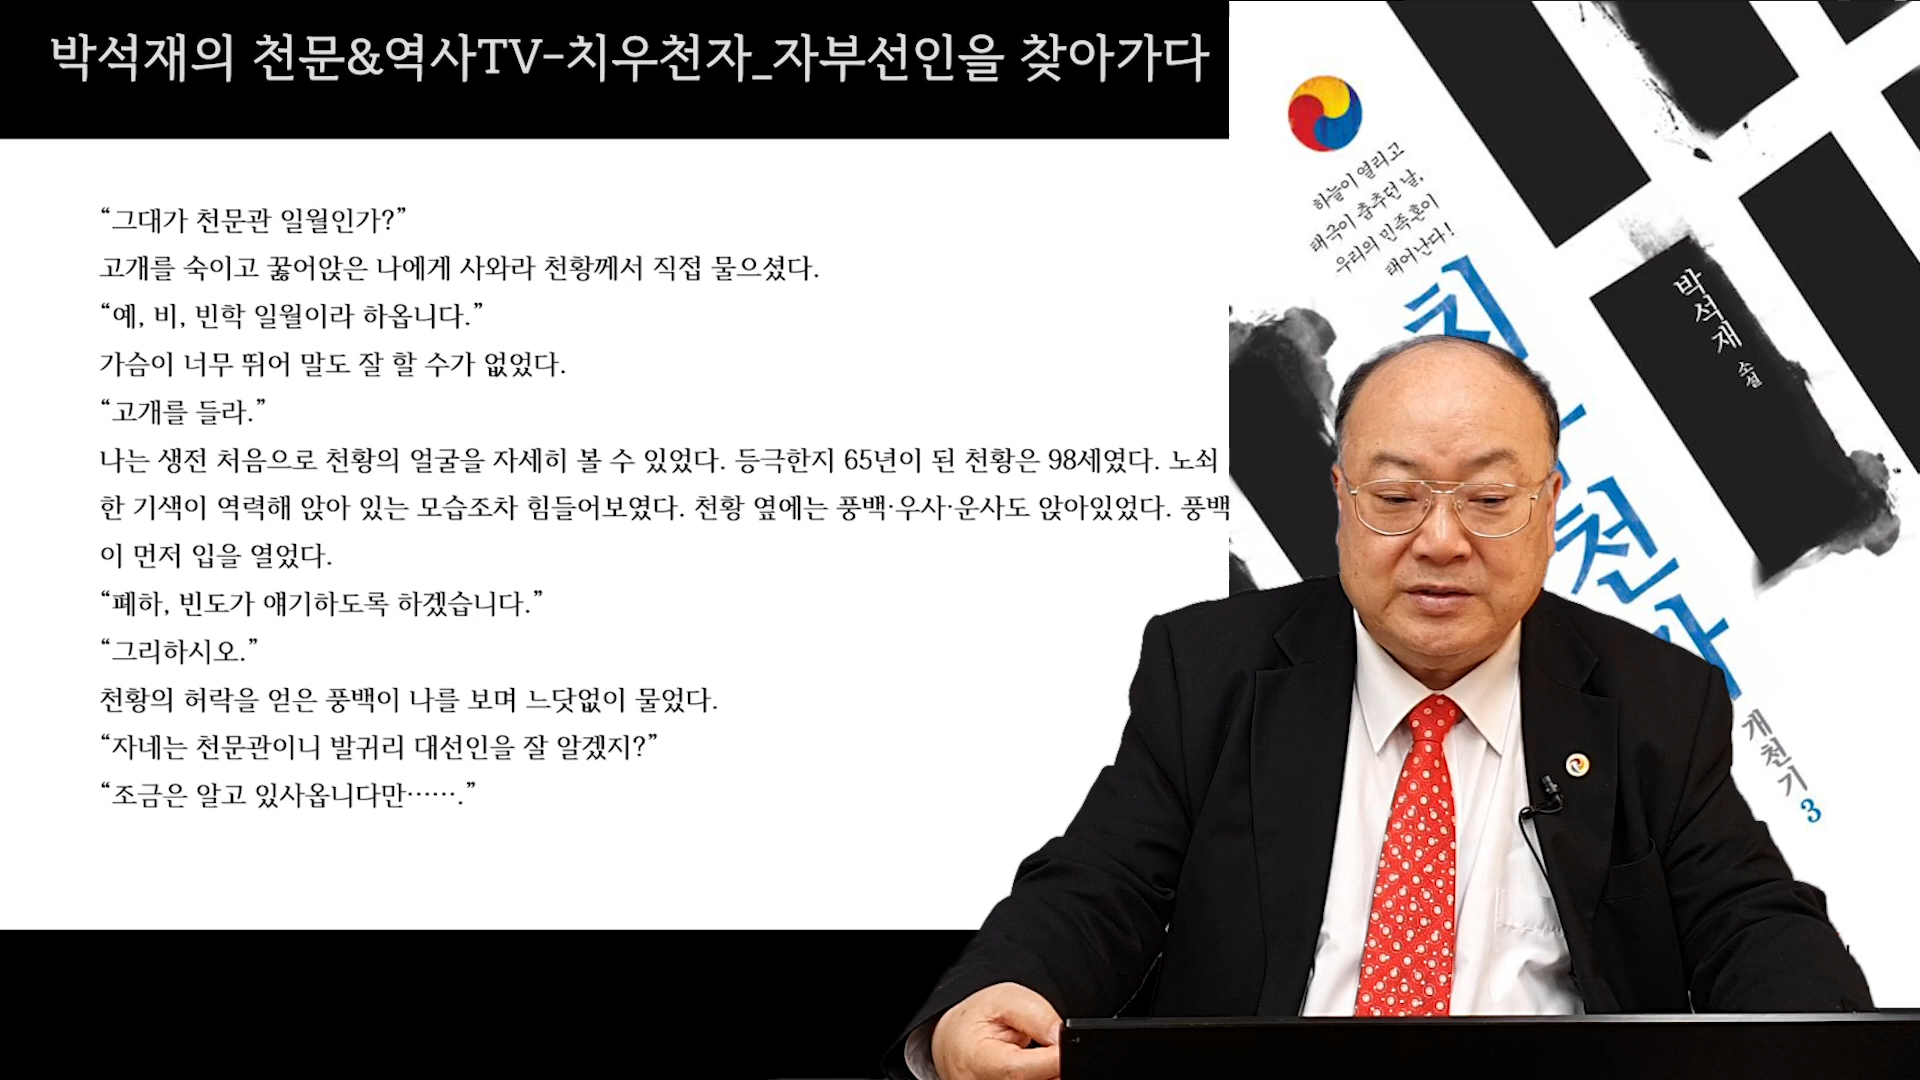 박석재의 천문&역사TV-치우천자_자부선인을 찾아가다
“그대가 천문관 일월인가?”
고개를 숙이고 꿇어앉은 나에게 사와라 천황께서 직접 물으셨다.
“예, 비, 빈학 일월이라 하옵니다.”
가슴이 너무 뛰어 말도 잘 할 수가 없었다.
“고개를 들라.”
나는 생전 처음으로 천황의 얼굴을 자세히 볼 수 있었다. 등극한지 65년이 된 천황은 98세였다. 노쇠
한 기색이 역력해 앉아 있는 모습조차 힘들어보였다. 천황 옆에는 풍백·우사·운사도 앉아있었다. 풍백
이 먼저 입을 열었다.
“폐하, 빈도가 얘기하도록 하겠습니다.”
“그리하시오.”
천황의 허락을 얻은 풍백이 나를 보며 느닷없이 물었다.
“자네는 천문관이니 발귀리 대선인을 잘 알겠지?”
“조금은 알고 있사옵니다만…….”
하늘이 열리고
태극이 춤추던 날,
우리의 민족혼이
태어난다!
치
천
박석재 소설
개천기 3